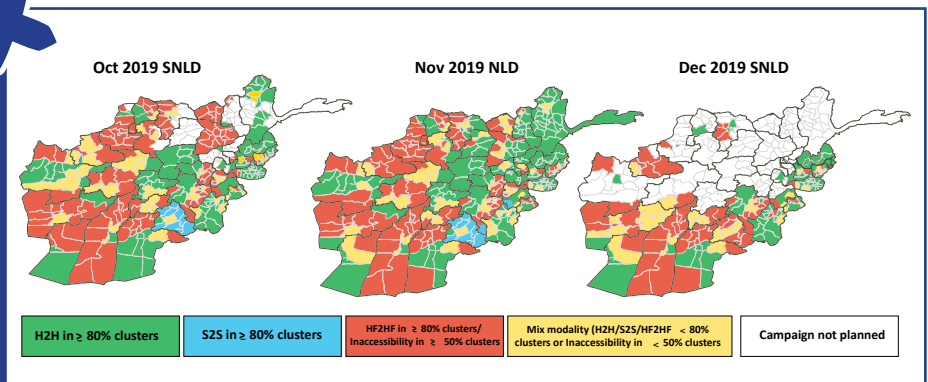 Oct 2019 SNLD
Nov 2019 NLD
Dec 2019 SNLD
H2H in ≥ 80% clusters
S2S in ≥ 80% clusters
HF2HF in ≥ 80% clusters/
Inaccessibility in ≥ 50% clusters
Mix modality (H2H/S2S/HF2HF < 80%
clusters or Inaccessibility in < 50% clusters
Campaign not planned